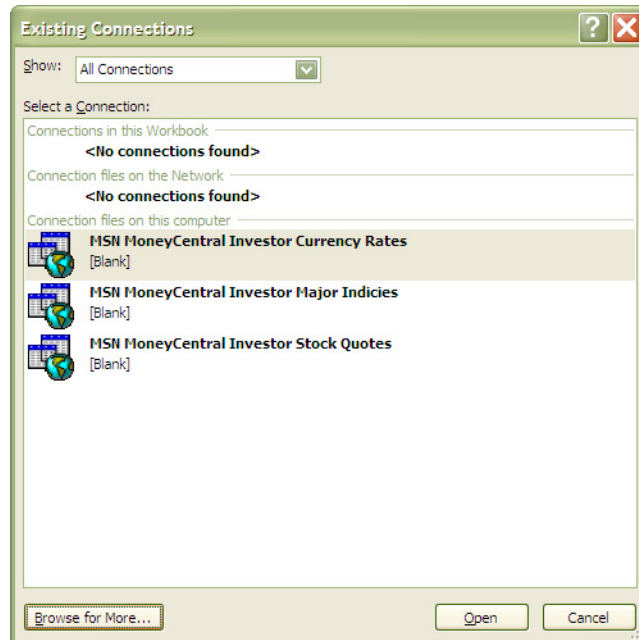 Existing Connections
?
Show: All Connections
Select a Connection:
Connections in this Workbook
<No connections found>
Connection files on the Network
<No connections found>
Connection files on this computer
MSN MoneyCentral Investor Currency Rates
[Blank]
MSN MoneyCentral Investor Major Indicies
[Blank]
MSN MoneyCentral Investor Stock Quotes
[Blank]
Browse for More... Open Cancel